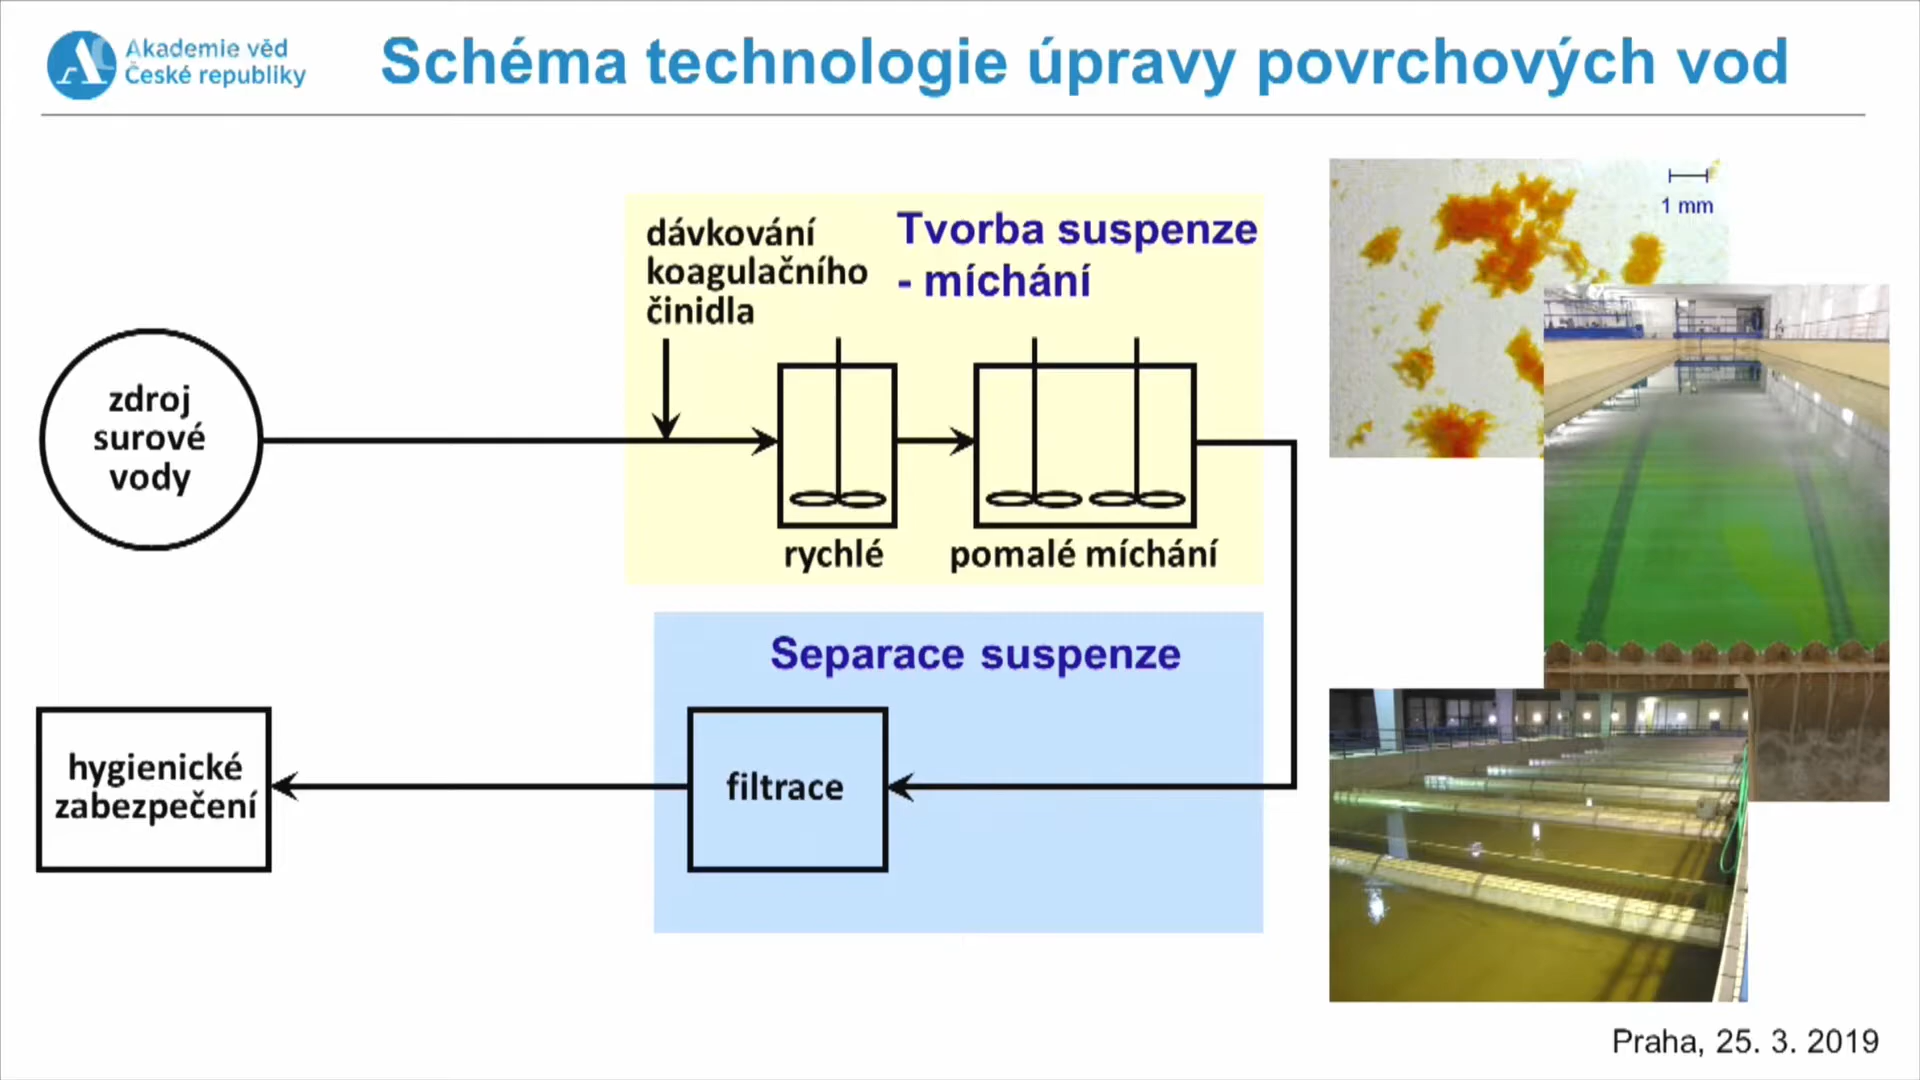 Akademie věd
České republiky
Schéma technologie úpravy povrchových vod
dávkování
koagulačního
činidla
Tvorba suspenze
- míchání
1 mm
zdroj
surové
vody
rychlé
pomalé míchání
Separace suspenze
hygienické
zabezpečení
filtrace
Praha, 25. 3. 2019